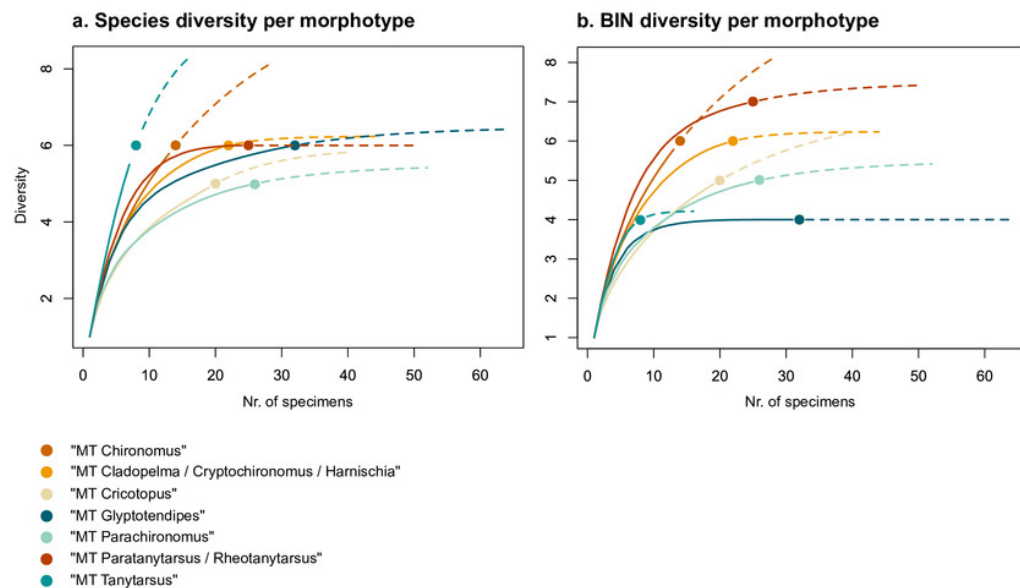 a. Species diversity per morphotype
b. BIN diversity per morphotype
8
6
4
2
Diversity
0 10 20 30 40 50 60
Nr. of specimens
8
7
6
5
4
3
2
1
0 10 20 30 40 50 60
Nr. of specimens
"MT Chironomus"
"MT Cladopelma / Cryptochironomus / Harnischia"
"MT Cricotopus"
"MT Glyptotendipes"
"MT Parachironomus"
"MT Paratanytarsus / Rheotanytarsus"
"MT Tanytarsus"